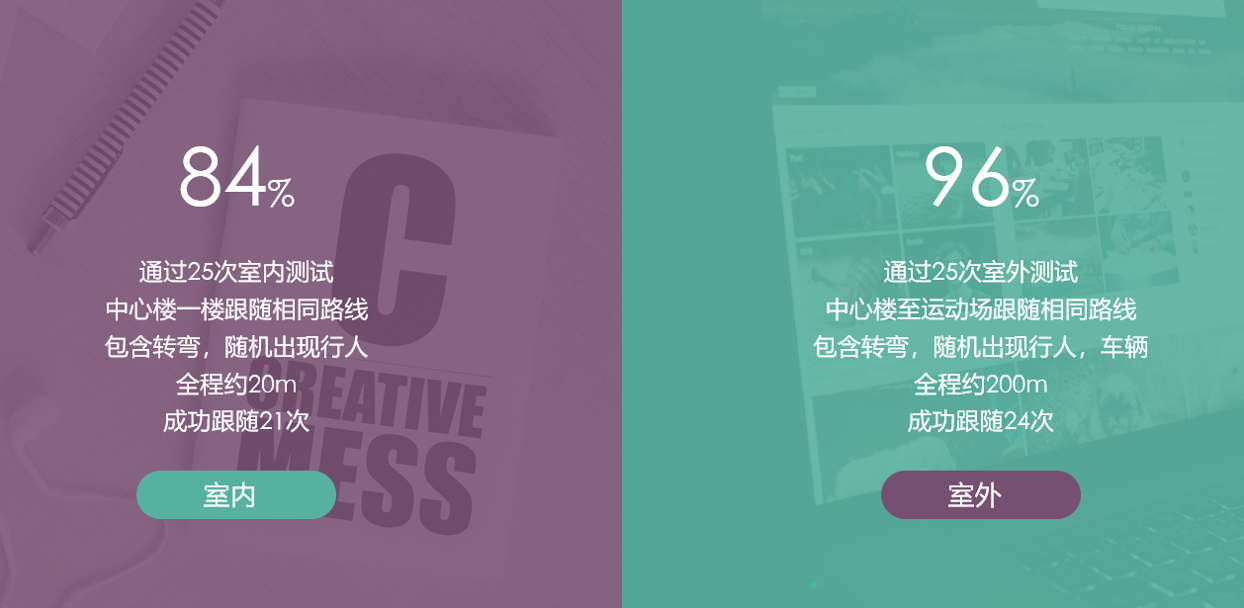 84%
通过25次室内测试
中心楼一楼跟随相同路线
包含转弯，随机出现行人
全程约20m
成功跟随21次
室内
C
CREATIVE
MESS
96%
通过25次室外测试
中心楼至运动场跟随相同路线
包含转弯，随机出现行人，车辆
全程约200m
成功跟随24次
室外